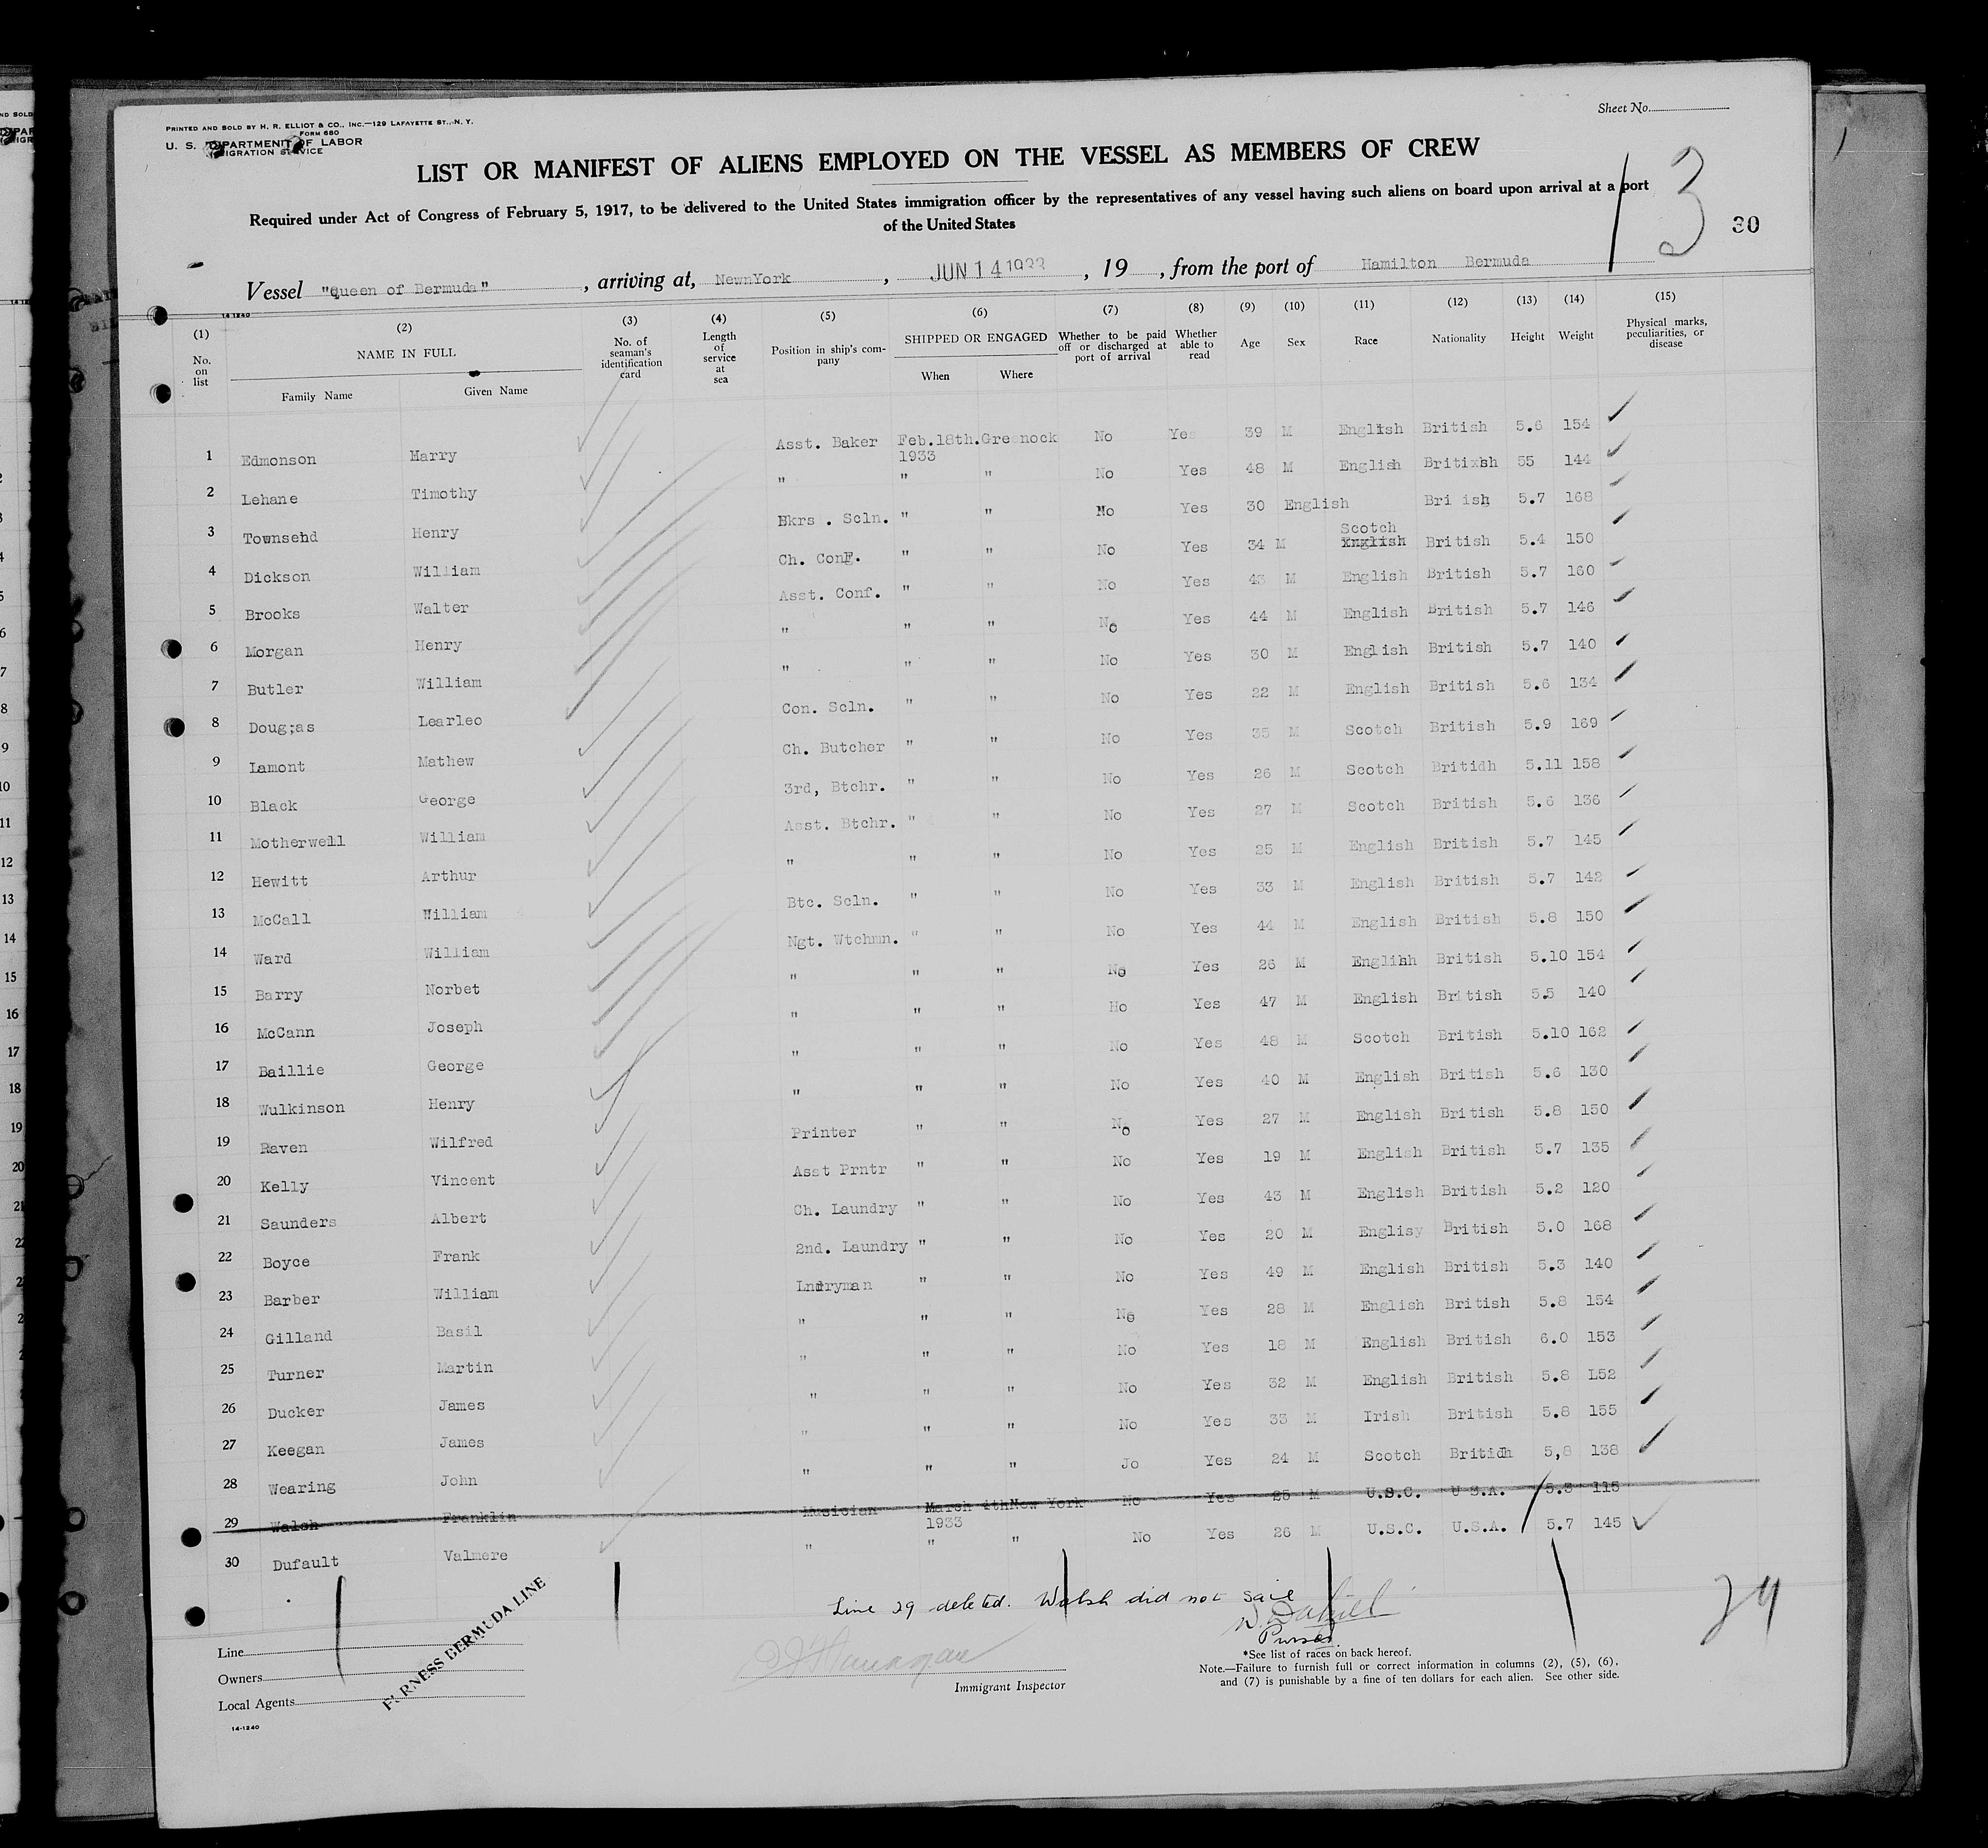 Sheet No.
PRINTED AND SOLD BY H. R. ELLIOT & CO., INC.—129 LAFAYETTE ST., N. Y.
FORM 680
U. S. DEPARTMENT OF LABOR
IMMIGRATION SERVICE
LIST OR MANIFEST OF ALIENS EMPLOYED ON THE VESSEL AS MEMBERS OF CREW
13
Required under Act of Congress of February 5, 1917, to be delivered to the United States immigration officer by the representatives of any vessel having such aliens on board upon arrival at a port
of the United States
30
Vessel "Queen of Bermuda", arriving at, NewnYork, JUN 14 1933, 19 , from the port of Hamilton Bermuda
14 1240
(1) No. on list (2) NAME IN FULL Family Name Given Name (3) No. of seaman's identification card (4) Length of service at sea (5) Position in ship's company (6) SHIPPED OR ENGAGED When Where (7) Whether to be paid off or discharged at port of arrival (8) Whether able to read (9) Age (10) Sex (11) Race (12) Nationality (13) Height (14) Weight (15) Physical marks, peculiarities, or disease
1 Edmonson Harry Asst. Baker Feb.18th. 1933 Greenock No Yes 39 M English British 5.6 154
2 Lehane Timothy " " " No Yes 48 M English Britixsh 55 144
3 Townsend Henry Bkrs . Scln. " " No Yes 30 English Bri ish 5.7 168
4 Dickson William Ch. Conf. " " No Yes 34 M Scotch British 5.4 150
5 Brooks Walter Asst. Conf. " " No Yes 43 M English British 5.7 160
6 Morgan Henry " " " No Yes 44 M English British 5.7 146
7 Butler William " " " No Yes 30 M English British 5.7 140
8 Doug;as Learleo Con. Scln. " " No Yes 22 M English British 5.6 134
9 Lamont Mathew Ch. Butcher " " No Yes 35 M Scotch British 5.9 169
10 Black George 3rd, Btchr. " " No Yes 26 M Scotch Britidh 5.11 158
11 Motherwell William Asst. Btchr. " " No Yes 27 M Scotch British 5.6 136
12 Hewitt Arthur " " " No Yes 25 M English British 5.7 145
13 McCall William Btc. Scln. " " No Yes 33 M English British 5.7 142
14 Ward William Ngt. Wtchmn. " " No Yes 44 M English British 5.8 150
15 Barry Norbet " " " No Yes 26 M English British 5.10 154
16 McCann Joseph " " " Ho Yes 47 M English British 5.5 140
17 Baillie George " " " No Yes 48 M Scotch British 5.10 162
18 Wulkinson Henry " " " No Yes 40 M English British 5.6 130
19 Raven Wilfred Printer " " No Yes 27 M English British 5.8 150
20 Kelly Vincent Asst Prntr " " No Yes 19 M English British 5.7 135
21 Saunders Albert Ch. Laundry " " No Yes 43 M English British 5.2 120
22 Boyce Frank 2nd. Laundry " " No Yes 20 M Englisy British 5.0 168
23 Barber William Lndryman " " No Yes 49 M English British 5.3 140
24 Gilland Basil " " " No Yes 28 M English British 5.8 154
25 Turner Martin " " " No Yes 18 M English British 6.0 153
26 Ducker James " " " No Yes 32 M English British 5.8 L52
27 Keegan James " " " No Yes 33 M Irish British 5.8 155
28 Wearing John " " " Jo Yes 24 M Scotch Britidh 5,8 138
29 Walsh Franklin Musician March 4th 1933 New York No Yes 25 M U.S.C. U.S.A. 5.3 115
30 Dufault Valmere " " " No Yes 26 M U.S.C. U.S.A. 5.7 145
Line 29 deleted. Walsh did not sail
Purser.
24
Line
Owners
Local Agents
FURNESS BERMUDA LINE
Immigrant Inspector
*See list of races on back hereof.
Note.—Failure to furnish full or correct information in columns (2), (5), (6),
and (7) is punishable by a fine of ten dollars for each alien. See other side.
14-1240